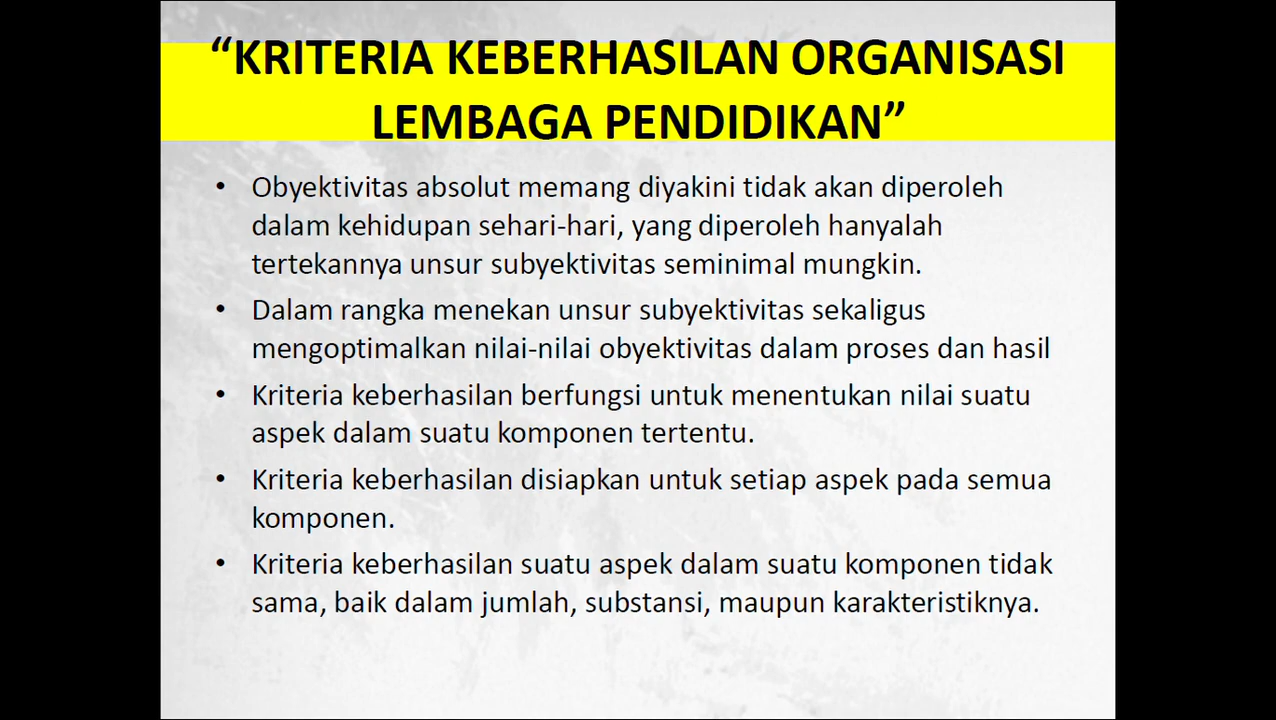 “KRITERIA KEBERHASILAN ORGANISASI
LEMBAGA PENDIDIKAN”
• Obyektivitas absolut memang diyakini tidak akan diperoleh
dalam kehidupan sehari-hari, yang diperoleh hanyalah
tertekannya unsur subyektivitas seminimal mungkin.
• Dalam rangka menekan unsur subyektivitas sekaligus
mengoptimalkan nilai-nilai obyektivitas dalam proses dan hasil
• Kriteria keberhasilan berfungsi untuk menentukan nilai suatu
aspek dalam suatu komponen tertentu.
• Kriteria keberhasilan disiapkan untuk setiap aspek pada semua
komponen.
• Kriteria keberhasilan suatu aspek dalam suatu komponen tidak
sama, baik dalam jumlah, substansi, maupun karakteristiknya.